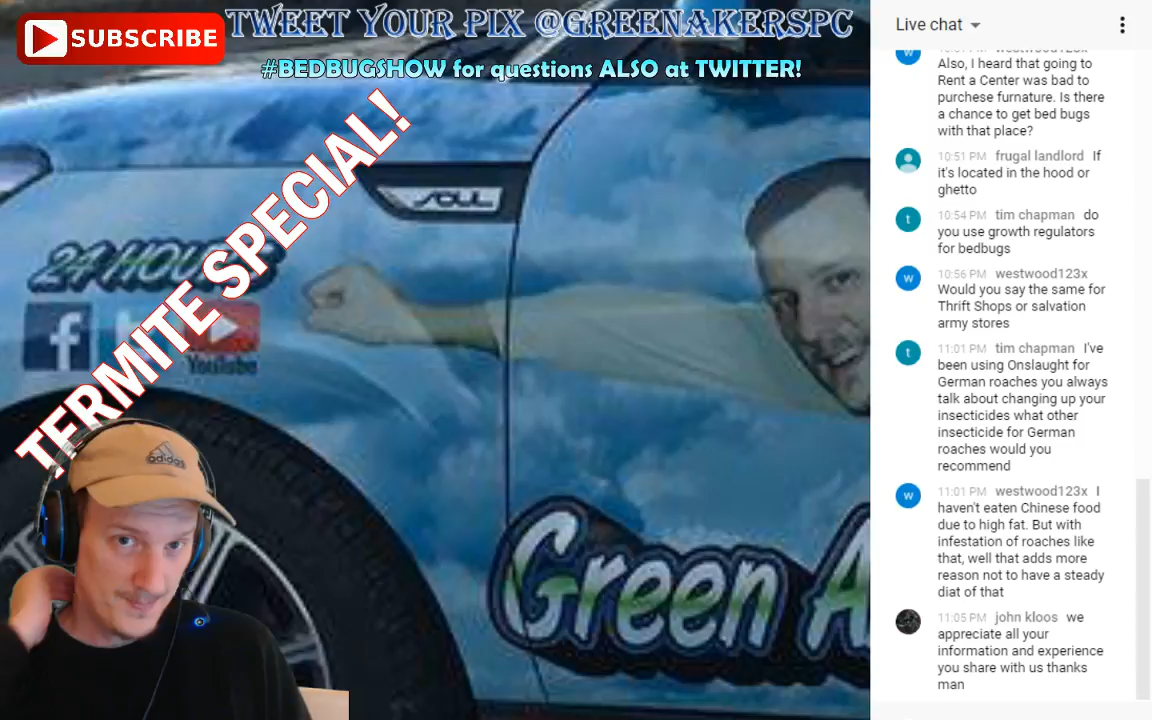 SUBSCRIBE
TWEET YOUR PIX @GREENAKERSPC
#BEDBUGSHOW for questions ALSO at TWITTER!
TERMITE SPECIAL!
SOUL
24 HOURS
Youtube
adidas
Green A
Live chat
westwood123x
Also, I heard that going to
Rent a Center was bad to
purchese furnature. Is there
a chance to get bed bugs
with that place?
10:51 PM frugal landlord If
it's located in the hood or
ghetto
10:54 PM tim chapman do
you use growth regulators
for bedbugs
10:56 PM westwood123x
Would you say the same for
Thrift Shops or salvation
army stores
11:01 PM tim chapman I've
been using Onslaught for
German roaches you always
talk about changing up your
insecticides what other
insecticide for German
roaches would you
recommend
11:01 PM westwood123x I
haven't eaten Chinese food
due to high fat. But with
infestation of roaches like
that, well that adds more
reason not to have a steady
diat of that
11:05 PM john kloos we
appreciate all your
information and experience
you share with us thanks
man